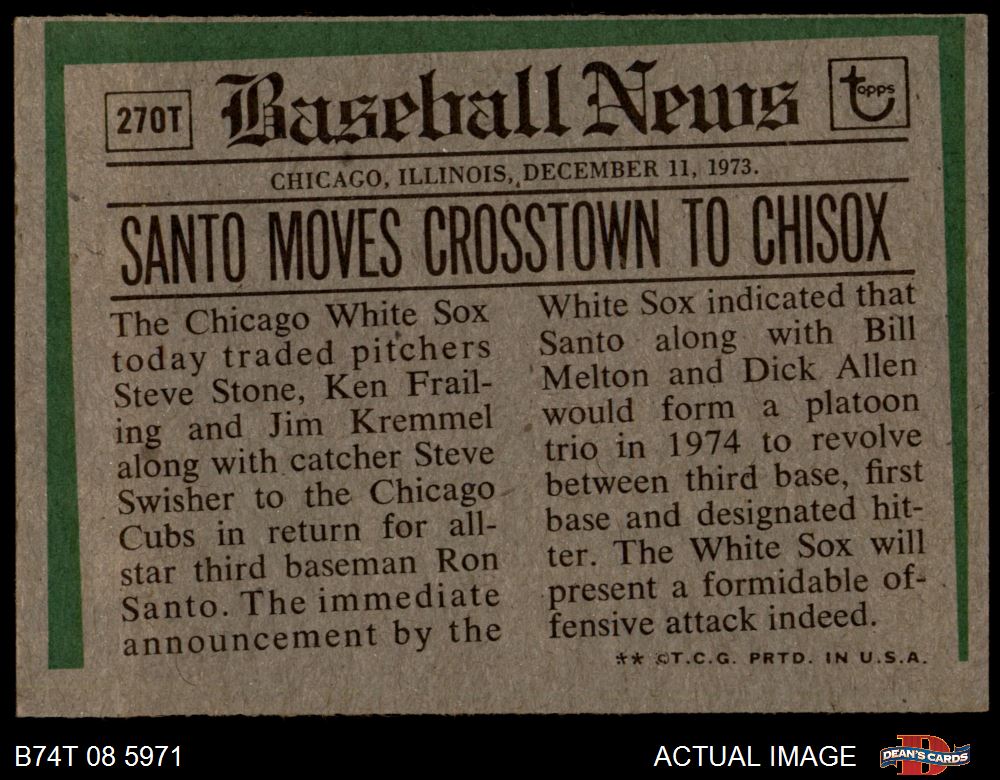 270T
Baseball News
topps
CHICAGO, ILLINOIS, DECEMBER 11, 1973.
SANTO MOVES CROSSTOWN TO CHISOX
The Chicago White Sox
today traded pitchers
Steve Stone, Ken Frail-
ing and Jim Kremmel
along with catcher Steve
Swisher to the Chicago
Cubs in return for all-
star third baseman Ron
Santo. The immediate
announcement by the
White Sox indicated that
Santo along with Bill
Melton and Dick Allen
would form a platoon
trio in 1974 to revolve
between third base, first
base and designated hit-
ter. The White Sox will
present a formidable of-
fensive attack indeed.
** ©T.C.G. PRTD. IN U.S.A.
B74T 08 5971
ACTUAL IMAGE
DEAN'S CARDS